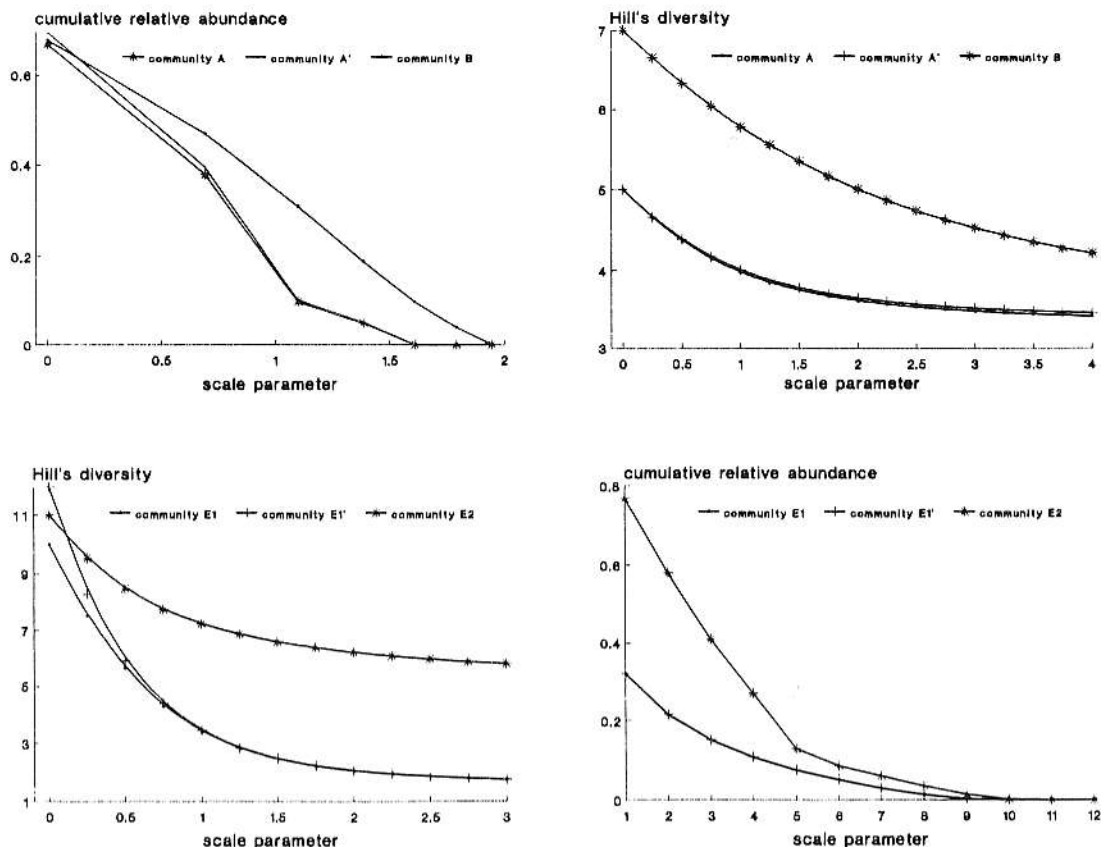 cumulative relative abundance
community A community A' community B
0.6
0.4
0.2
0
0 0.5 1 1.5 2
scale parameter
Hill's diversity
community A community A' community B
7
6
5
4
3
0 0.5 1 1.5 2 2.5 3 3.5 4
scale parameter
Hill's diversity
community E1 community E1' community E2
11
9
7
5
3
1
0 0.5 1 1.5 2 2.5 3
scale parameter
cumulative relative abundance
community E1 community E1' community E2
0.8
0.6
0.4
0.2
0
1 2 3 4 5 6 7 8 9 10 11 12
scale parameter